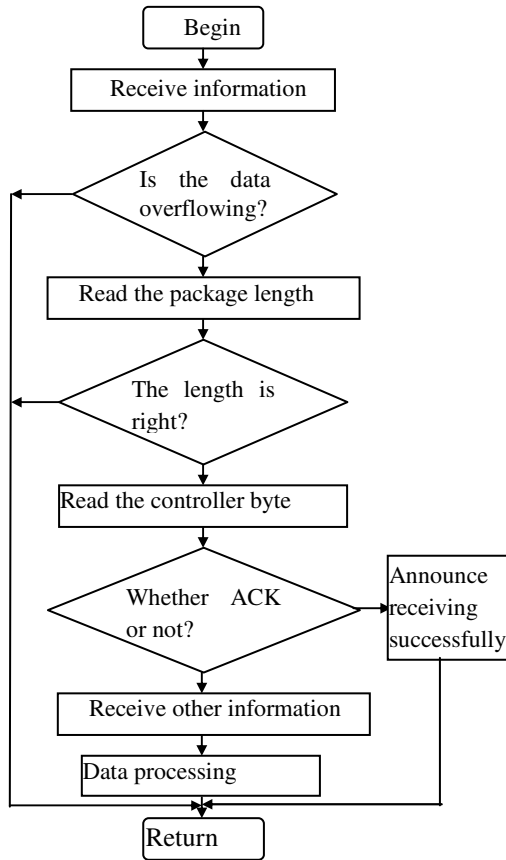 Begin
Receive information
Is the data
overflowing?
Read the package length
The length is
right?
Read the controller byte
Whether ACK
or not?
Announce
receiving
successfully
Receive other information
Data processing
Return